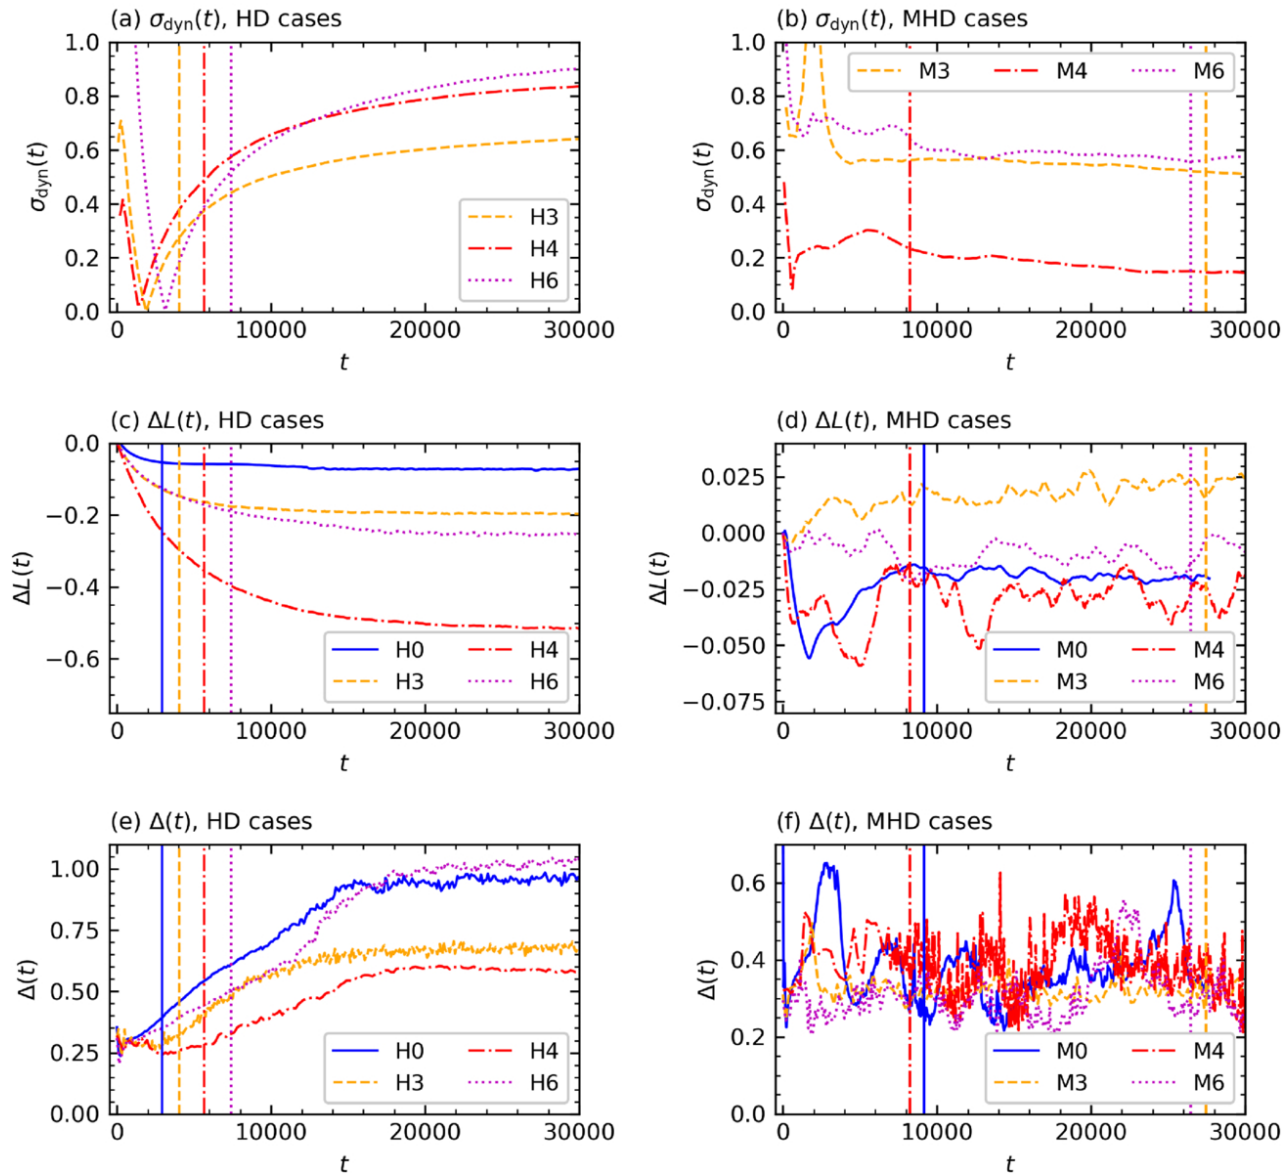 (a) σdyn(t), HD cases
1.0
0.8
0.6
0.4
0.2
0.0
σdyn(t)
H3
H4
H6
0 10000 20000 30000
t
(b) σdyn(t), MHD cases
1.0
0.8
0.6
0.4
0.2
0.0
σdyn(t)
M3 M4 M6
0 10000 20000 30000
t
(c) ΔL(t), HD cases
0.0
−0.2
−0.4
−0.6
ΔL(t)
H0 H4
H3 H6
0 10000 20000 30000
t
(d) ΔL(t), MHD cases
0.025
0.000
−0.025
−0.050
−0.075
ΔL(t)
M0 M4
M3 M6
0 10000 20000 30000
t
(e) Δ(t), HD cases
1.00
0.75
0.50
0.25
0.00
Δ(t)
H0 H4
H3 H6
0 10000 20000 30000
t
(f) Δ(t), MHD cases
0.6
0.4
0.2
0.0
Δ(t)
M0 M4
M3 M6
0 10000 20000 30000
t